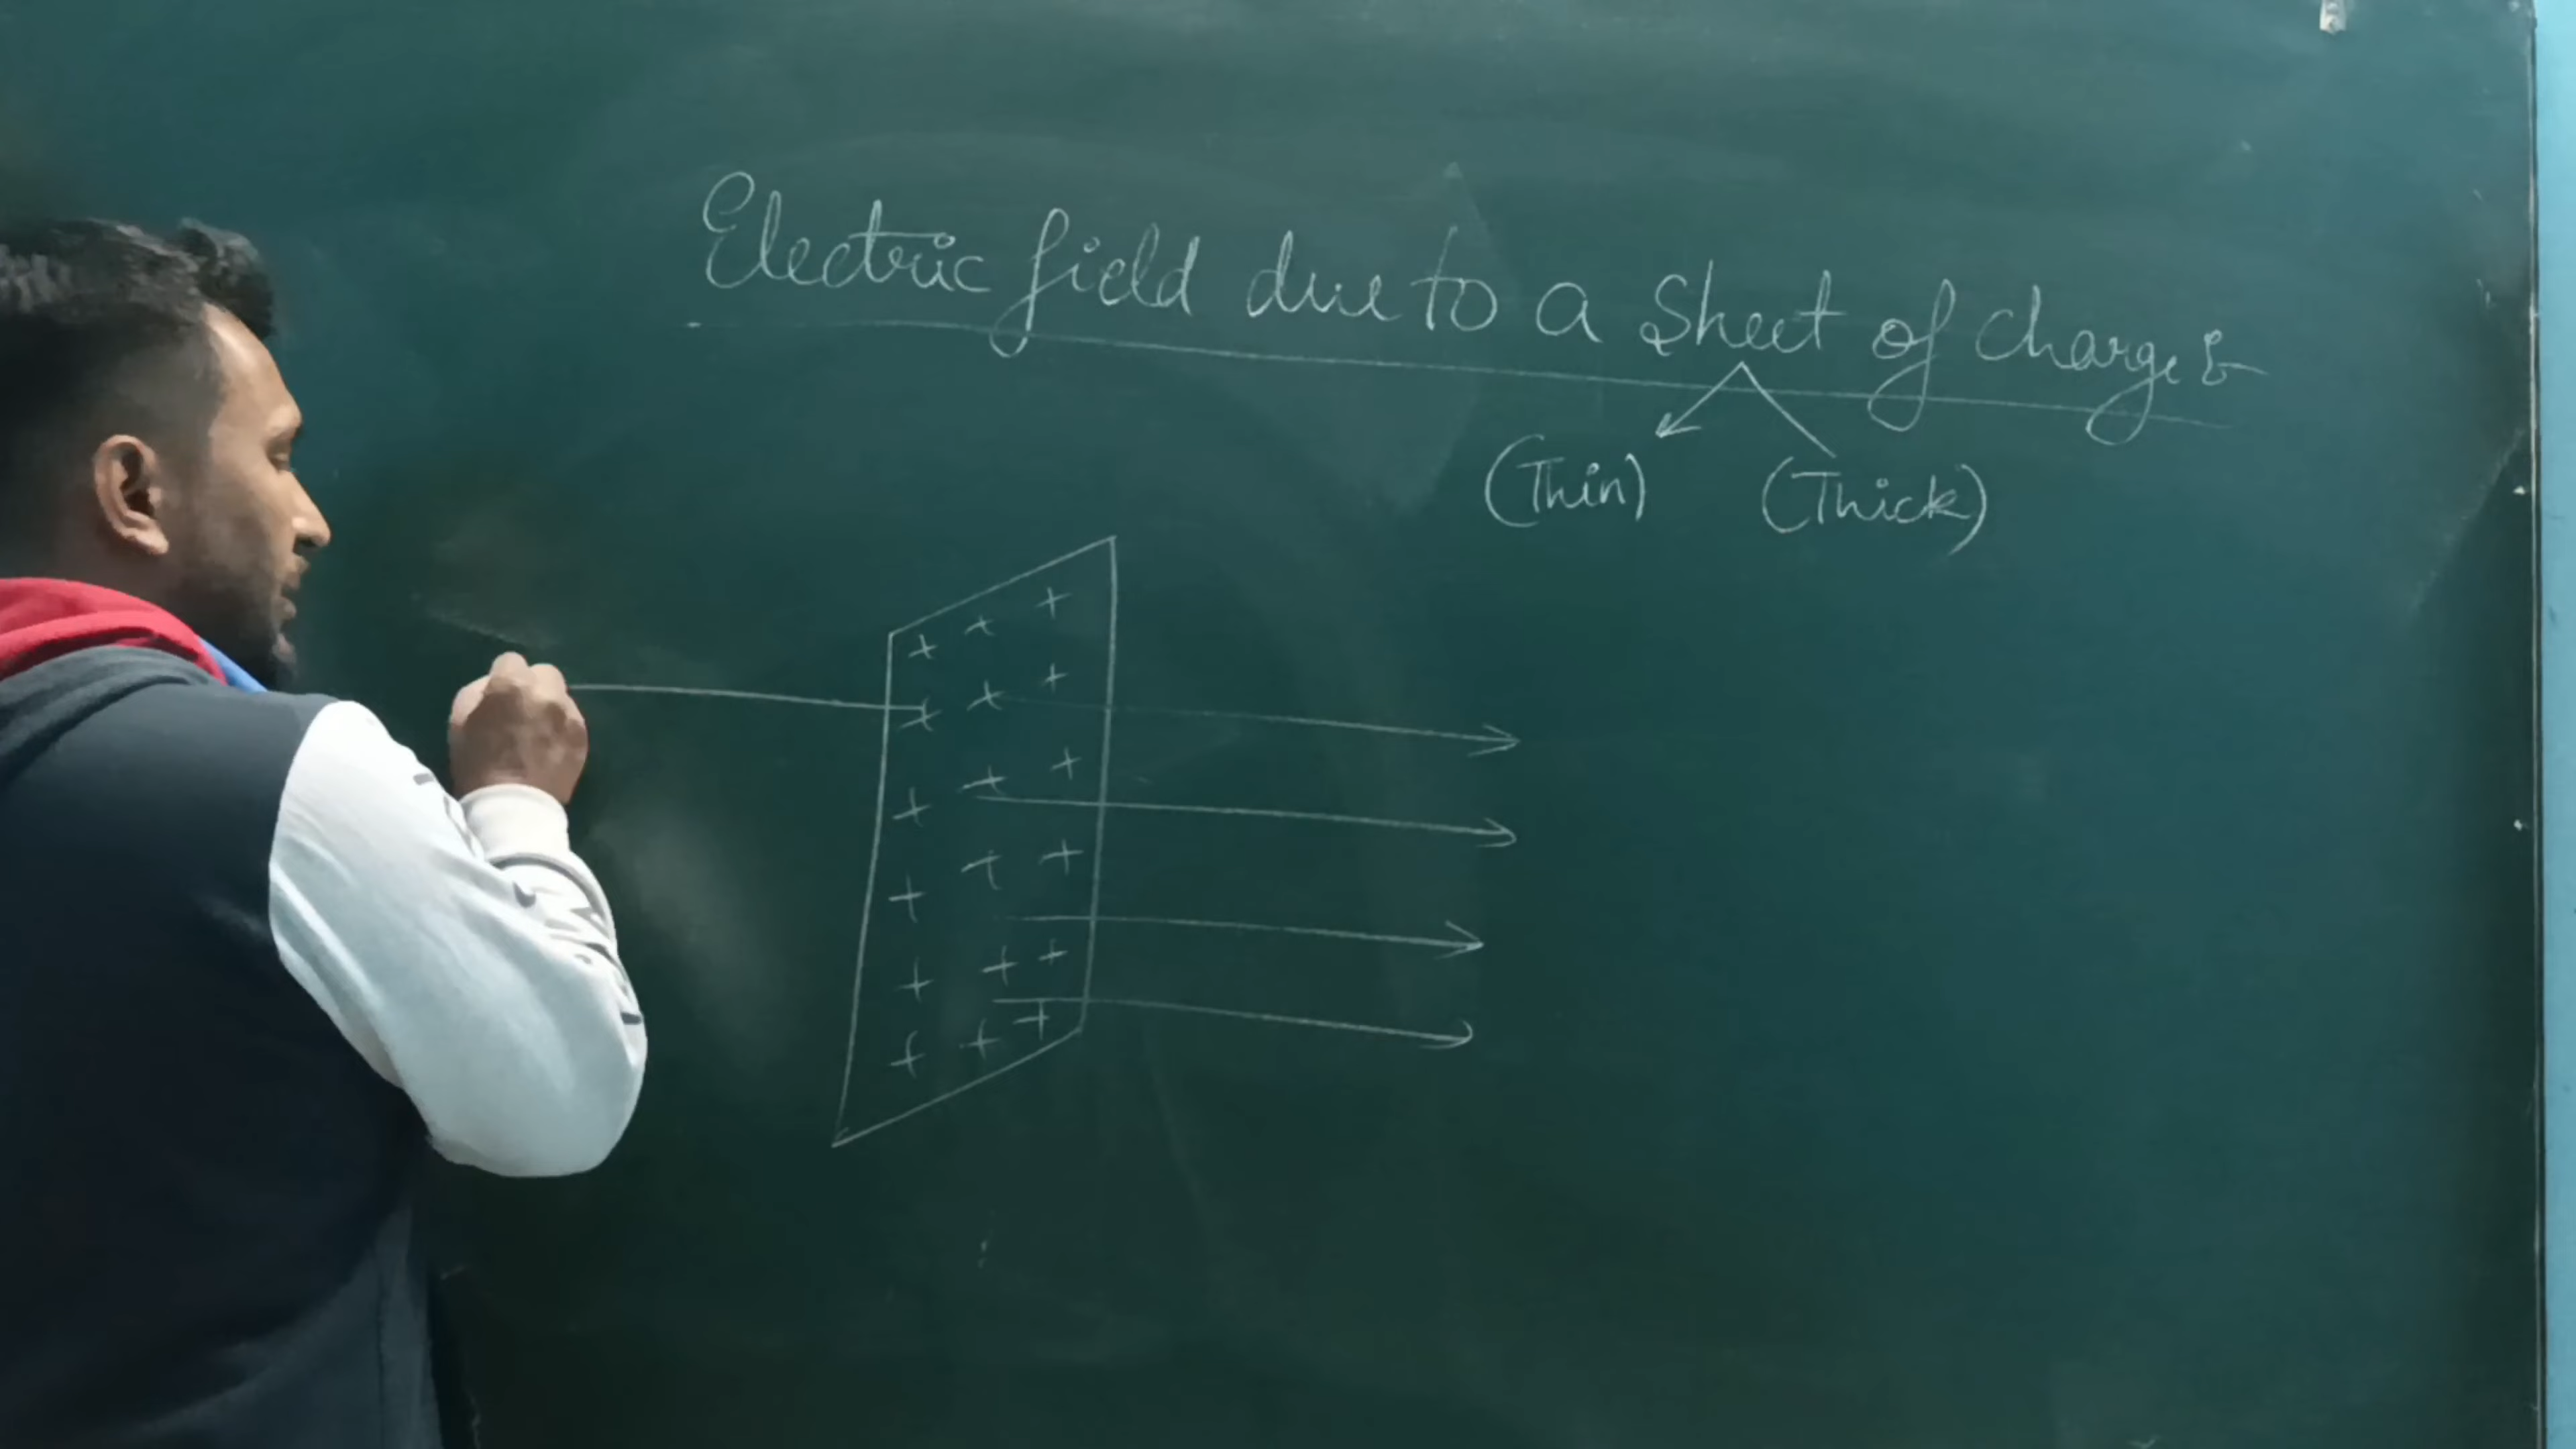 Electric field due to a Sheet of charge :-
(Thin) (Thick)
+ + +
+ + +
+ + +
+ + +
+ + +
+ + +